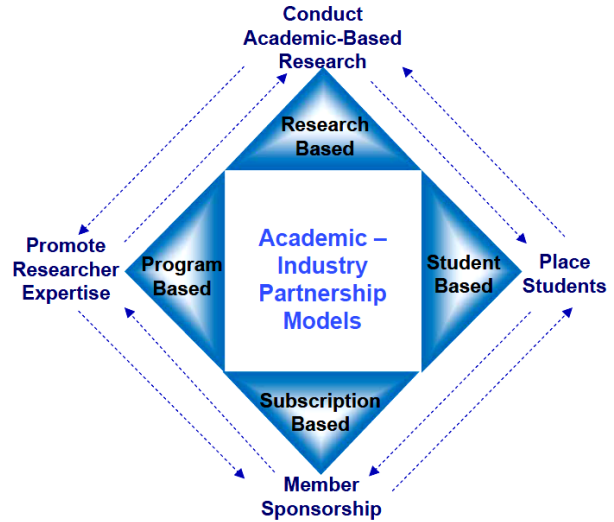 Conduct
Academic-Based
Research
Research
Based
Promote
Researcher
Expertise
Program
Based
Academic –
Industry
Partnership
Models
Student
Based
Place
Students
Subscription
Based
Member
Sponsorship